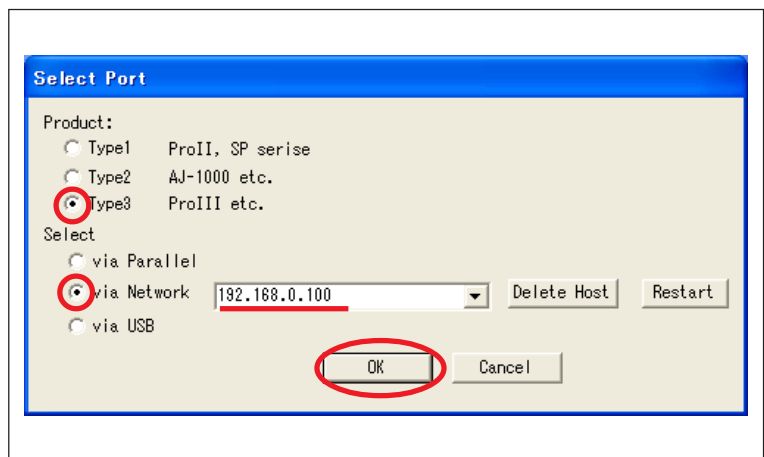 Select Port
Product:
Type1 ProII, SP serise
Type2 AJ-1000 etc.
Type3 ProIII etc.
Select
via Parallel
via Network 192.168.0.100 Delete Host Restart
via USB
OK Cancel